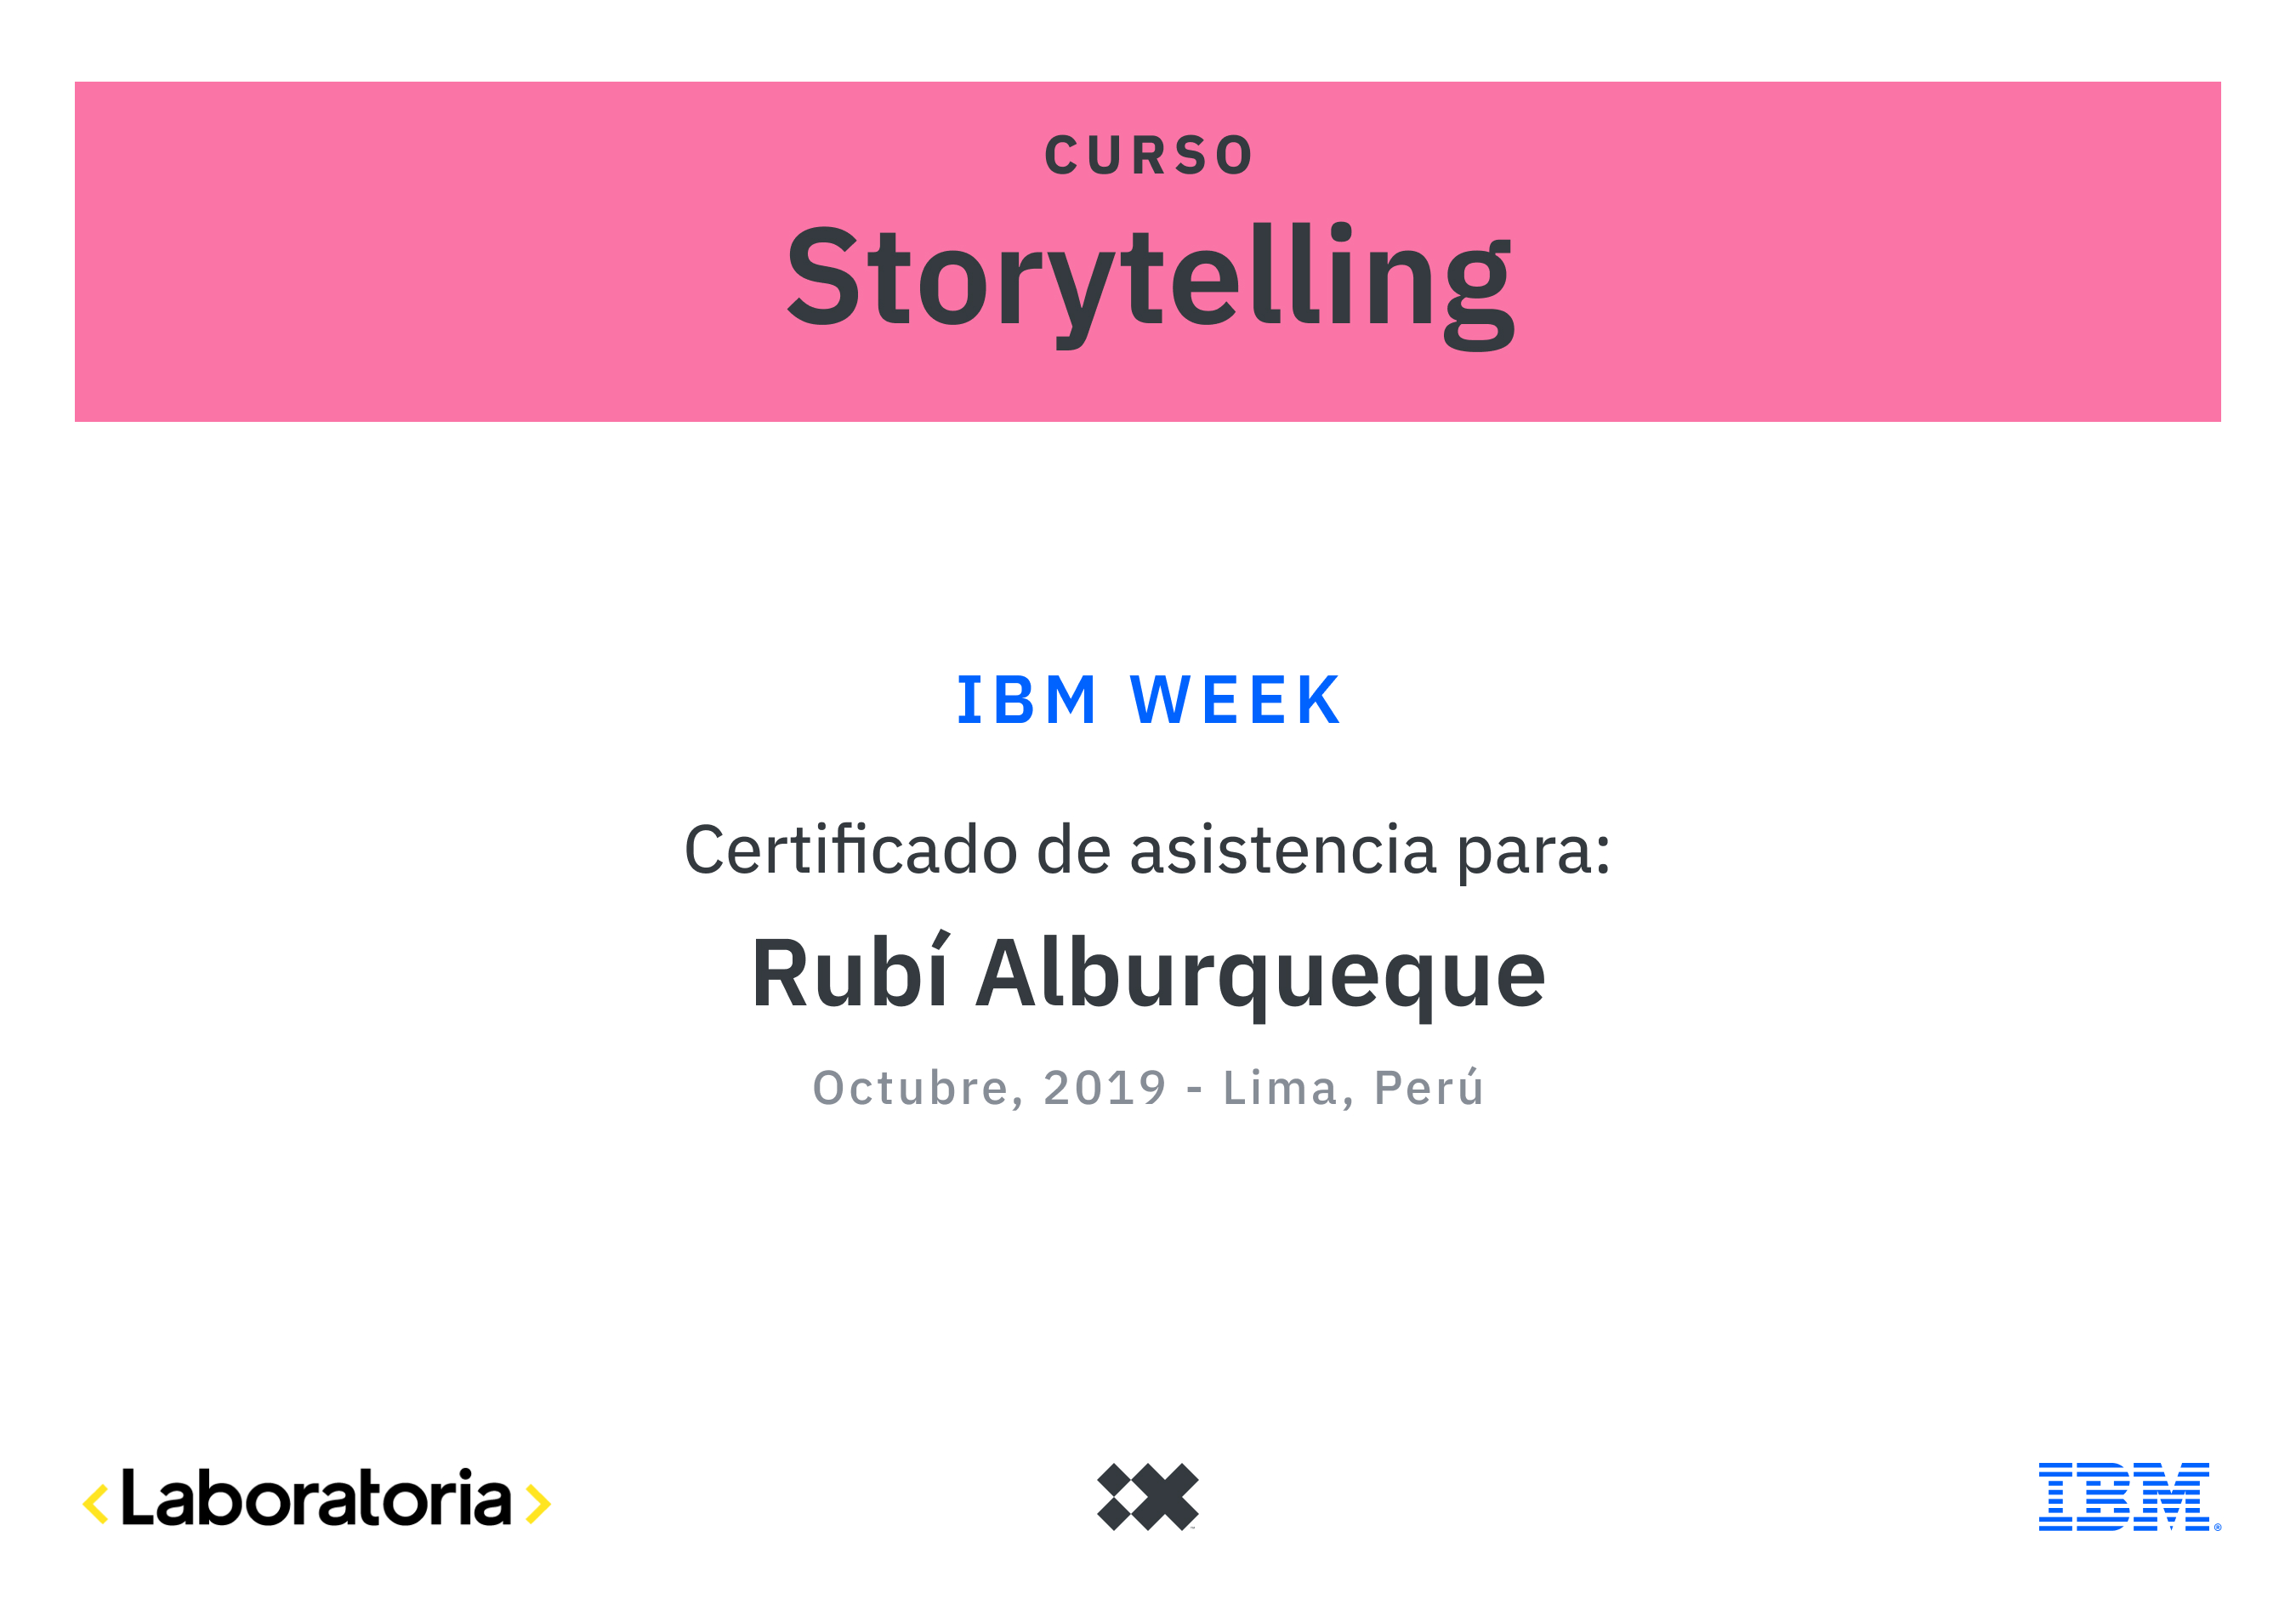 CURSO
Storytelling
IBM WEEK
Certificado de asistencia para:
Rubí Alburqueque
Octubre, 2019 - Lima, Perú
<Laboratoria>
IBM®